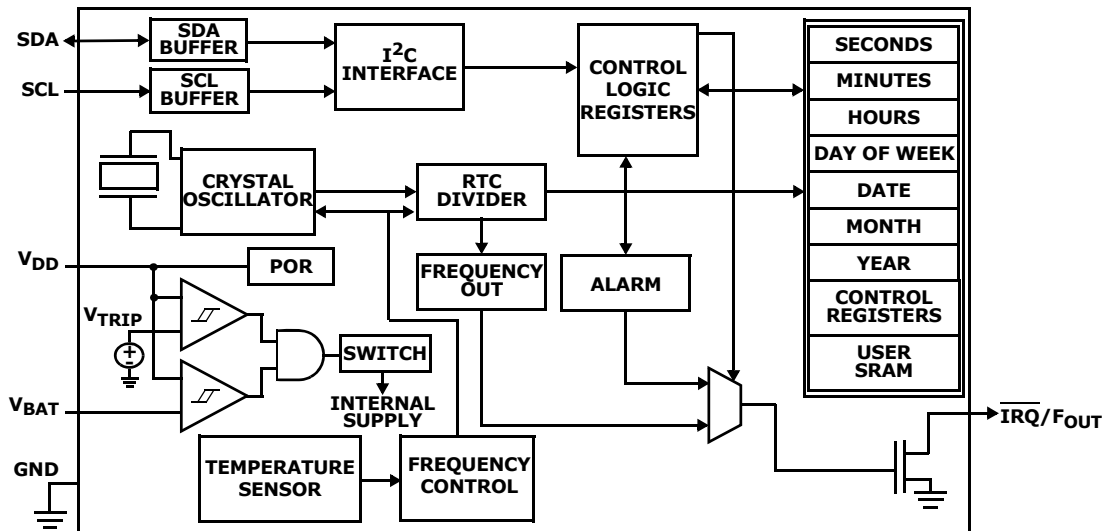 SDA
SDA
BUFFER
I²C
INTERFACE
CONTROL
LOGIC
REGISTERS
SECONDS
SCL
SCL
BUFFER
MINUTES
HOURS
DAY OF WEEK
DATE
MONTH
YEAR
CONTROL
REGISTERS
USER
SRAM
CRYSTAL
OSCILLATOR
RTC
DIVIDER
VDD
POR
FREQUENCY
OUT
ALARM
VTRIP
SWITCH
INTERNAL
SUPPLY
VBAT
IRQ/FOUT
GND
TEMPERATURE
SENSOR
FREQUENCY
CONTROL